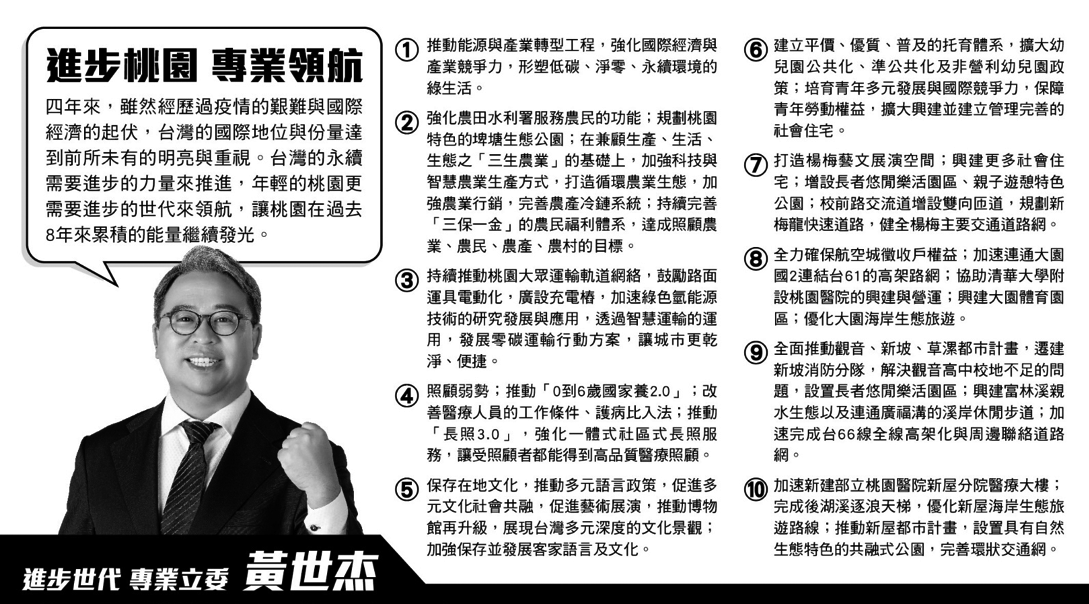 進步桃園 專業領航
四年來，雖然經歷過疫情的艱難與國際
經濟的起伏，台灣的國際地位與份量達
到前所未有的明亮與重視。台灣的永續
需要進步的力量來推進，年輕的桃園更
需要進步的世代來領航，讓桃園在過去
8年來累積的能量繼續發光。
進步世代 專業立委 黃世杰
① 推動能源與產業轉型工程，強化國際經濟與
產業競爭力，形塑低碳、淨零、永續環境的
綠生活。
② 強化農田水利署服務農民的功能；規劃桃園
特色的埤塘生態公園；在兼顧生產、生活、
生態之「三生農業」的基礎上，加強科技與
智慧農業生產方式，打造循環農業生態，加
強農業行銷，完善農產冷鏈系統；持續完善
「三保一金」的農民福利體系，達成照顧農
業、農民、農產、農村的目標。
③ 持續推動桃園大眾運輸軌道網絡，鼓勵路面
運具電動化，廣設充電樁，加速綠色氫能源
技術的研究發展與應用，透過智慧運輸的運
用，發展零碳運輸行動方案，讓城市更乾
淨、便捷。
④ 照顧弱勢；推動「0到6歲國家養2.0」；改
善醫療人員的工作條件、護病比入法；推動
「長照3.0」，強化一體式社區式長照服
務，讓受照顧者都能得到高品質醫療照顧。
⑤ 保存在地文化，推動多元語言政策，促進多
元文化社會共融，促進藝術展演，推動博物
館再升級，展現台灣多元深度的文化景觀；
加強保存並發展客家語言及文化。
⑥ 建立平價、優質、普及的托育體系，擴大幼
兒園公共化、準公共化及非營利幼兒園政
策；培育青年多元發展與國際競爭力，保障
青年勞動權益，擴大興建並建立管理完善的
社會住宅。
⑦ 打造楊梅藝文展演空間；興建更多社會住
宅；增設長者悠閒樂活園區、親子遊憩特色
公園；校前路交流道增設雙向匝道，規劃新
梅龍快速道路，健全楊梅主要交通道路網。
⑧ 全力確保航空城徵收戶權益；加速連通大園
國2連結台61的高架路網；協助清華大學附
設桃園醫院的興建與營運；興建大園體育園
區；優化大園海岸生態旅遊。
⑨ 全面推動觀音、新坡、草漯都市計畫，遷建
新坡消防分隊，解決觀音高中校地不足的問
題，設置長者悠閒樂活園區；興建富林溪親
水生態以及連通廣福溝的溪岸休閒步道；加
速完成台66線全線高架化與周邊聯絡道路
網。
⑩ 加速新建部立桃園醫院新屋分院醫療大樓；
完成後湖溪逐浪天梯，優化新屋海岸生態旅
遊路線；推動新屋都市計畫，設置具有自然
生態特色的共融式公園，完善環狀交通網。